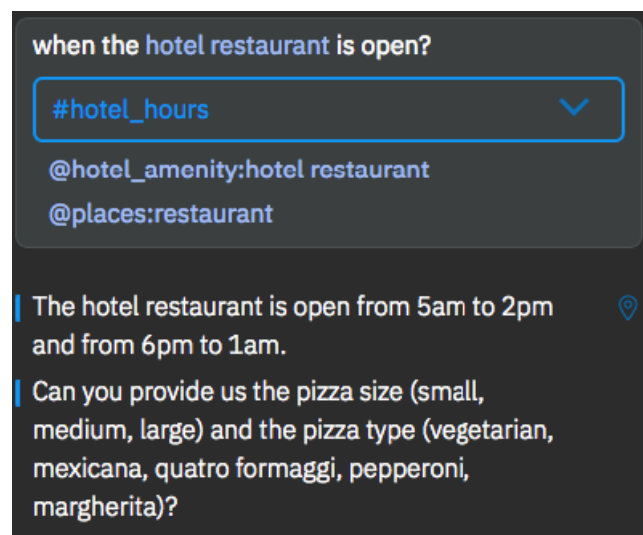 when the hotel restaurant is open?
#hotel_hours
@hotel_amenity:hotel restaurant
@places:restaurant
The hotel restaurant is open from 5am to 2pm
and from 6pm to 1am.
Can you provide us the pizza size (small,
medium, large) and the pizza type (vegetarian,
mexicana, quatro formaggi, pepperoni,
margherita)?